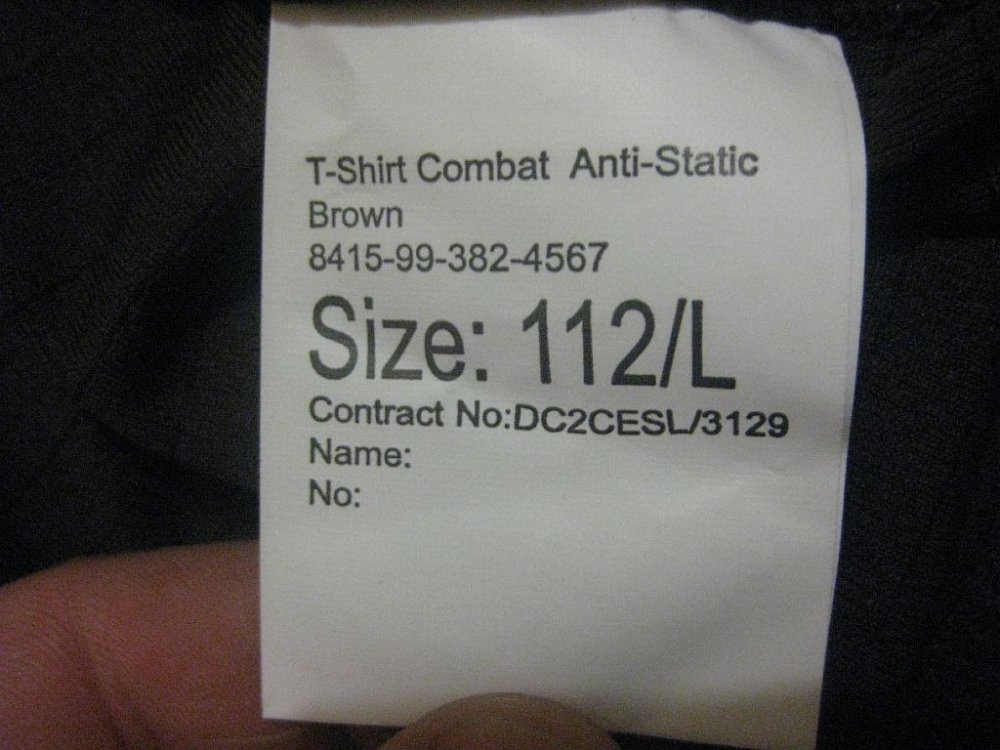 T-Shirt Combat Anti-Static
Brown
8415-99-382-4567
Size: 112/L
Contract No:DC2CESL/3129
Name:
No: